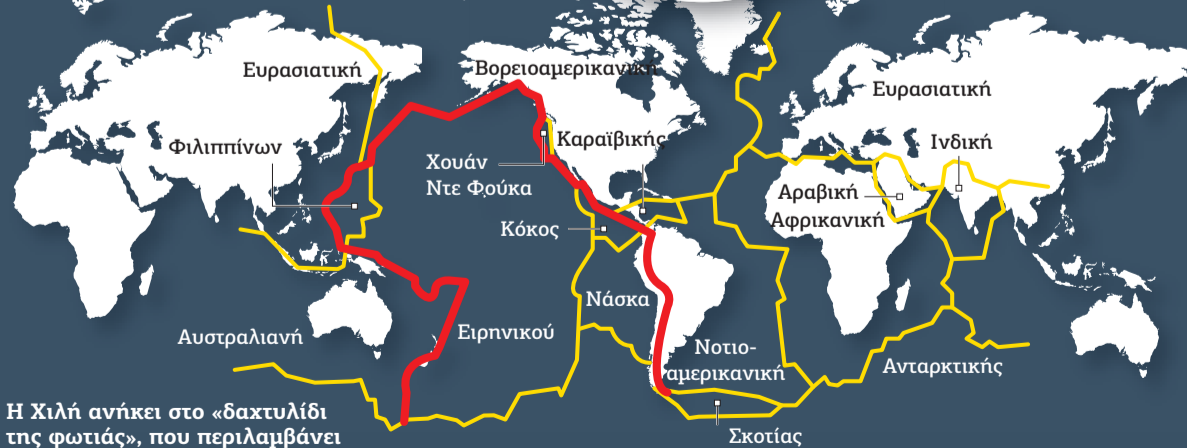 Ευρασιατική
Βορειοαμερικανική
Ευρασιατική
Φιλιππίνων
Καραϊβικής
Ινδική
Χουάν
Ντε Φούκα
Αραβική
Αφρικανική
Κόκος
Νάσκα
Αυστραλιανή
Ειρηνικού
Νοτιο-
αμερικανική
Ανταρκτικής
Σκοτίας
Η Χιλή ανήκει στο «δαχτυλίδι
της φωτιάς», που περιλαμβάνει